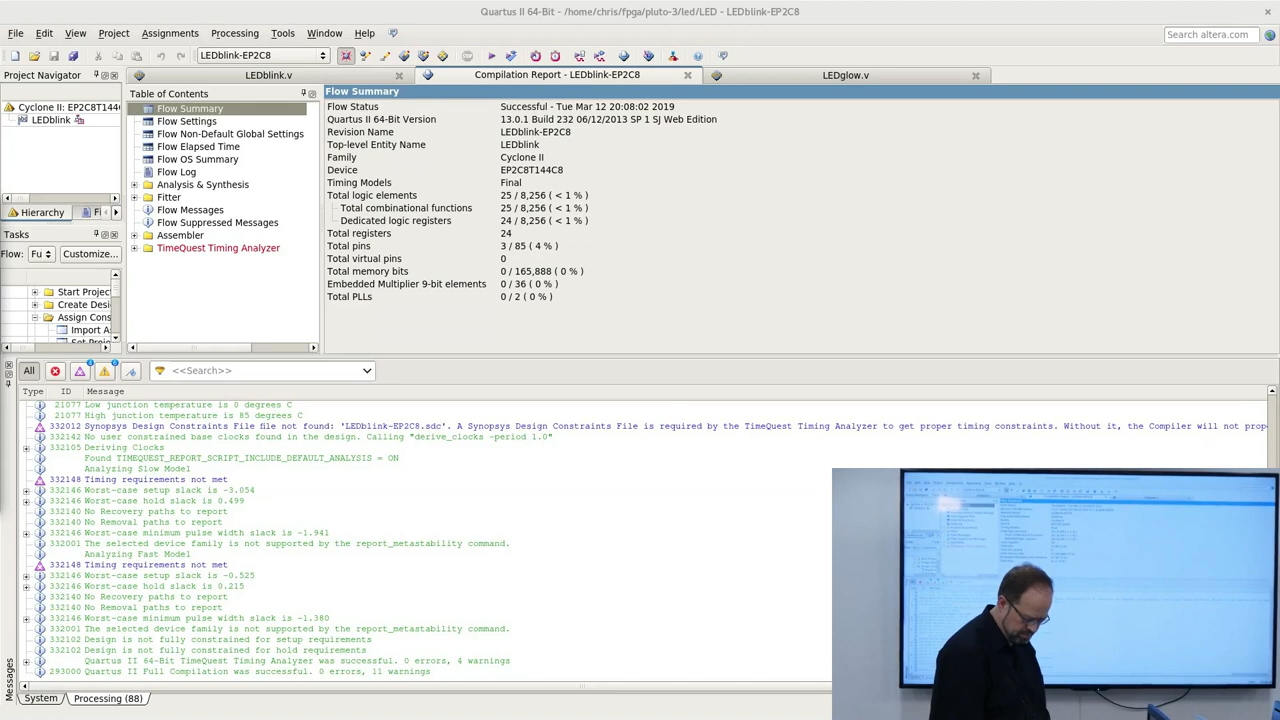 Quartus II 64-Bit - /home/chris/fpga/pluto-3/led/LED - LEDblink-EP2C8
File Edit View Project Assignments Processing Tools Window Help
Search altera.com
LEDblink-EP2C8
Project Navigator
LEDblink.v
Compilation Report - LEDblink-EP2C8
LEDglow.v
Cyclone II: EP2C8T144C
LEDblink
Hierarchy
Fi
Tasks
Flow: Fu Customize...
Start Projec
Create Desi
Assign Cons
Import As
Table of Contents
Flow Summary
Flow Settings
Flow Non-Default Global Settings
Flow Elapsed Time
Flow OS Summary
Flow Log
Analysis & Synthesis
Fitter
Flow Messages
Flow Suppressed Messages
Assembler
TimeQuest Timing Analyzer
Flow Summary
Flow Status Successful - Tue Mar 12 20:08:02 2019
Quartus II 64-Bit Version 13.0.1 Build 232 06/12/2013 SP 1 SJ Web Edition
Revision Name LEDblink-EP2C8
Top-level Entity Name LEDblink
Family Cyclone II
Device EP2C8T144C8
Timing Models Final
Total logic elements 25 / 8,256 ( < 1 % )
Total combinational functions 25 / 8,256 ( < 1 % )
Dedicated logic registers 24 / 8,256 ( < 1 % )
Total registers 24
Total pins 3 / 85 ( 4 % )
Total virtual pins 0
Total memory bits 0 / 165,888 ( 0 % )
Embedded Multiplier 9-bit elements 0 / 36 ( 0 % )
Total PLLs 0 / 2 ( 0 % )
All <<Search>>
Type ID Message
21077 Low junction temperature is 0 degrees C
21077 High junction temperature is 85 degrees C
332012 Synopsys Design Constraints File file not found: 'LEDblink-EP2C8.sdc'. A Synopsys Design Constraints File is required by the TimeQuest Timing Analyzer to get proper timing constraints. Without it, the Compiler will not prop
332142 No user constrained base clocks found in the design. Calling "derive_clocks -period 1.0"
332105 Deriving Clocks
Found TIMEQUEST_REPORT_SCRIPT_INCLUDE_DEFAULT_ANALYSIS = ON
Analyzing Slow Model
332148 Timing requirements not met
332146 Worst-case setup slack is -3.054
332146 Worst-case hold slack is 0.499
332140 No Recovery paths to report
332140 No Removal paths to report
332146 Worst-case minimum pulse width slack is -1.941
332001 The selected device family is not supported by the report_metastability command.
Analyzing Fast Model
332148 Timing requirements not met
332146 Worst-case setup slack is -0.525
332146 Worst-case hold slack is 0.215
332140 No Recovery paths to report
332140 No Removal paths to report
332146 Worst-case minimum pulse width slack is -1.380
332001 The selected device family is not supported by the report_metastability command.
332102 Design is not fully constrained for setup requirements
332102 Design is not fully constrained for hold requirements
Quartus II 64-Bit TimeQuest Timing Analyzer was successful. 0 errors, 4 warnings
293000 Quartus II Full Compilation was successful. 0 errors, 11 warnings
Messages
System Processing (88)